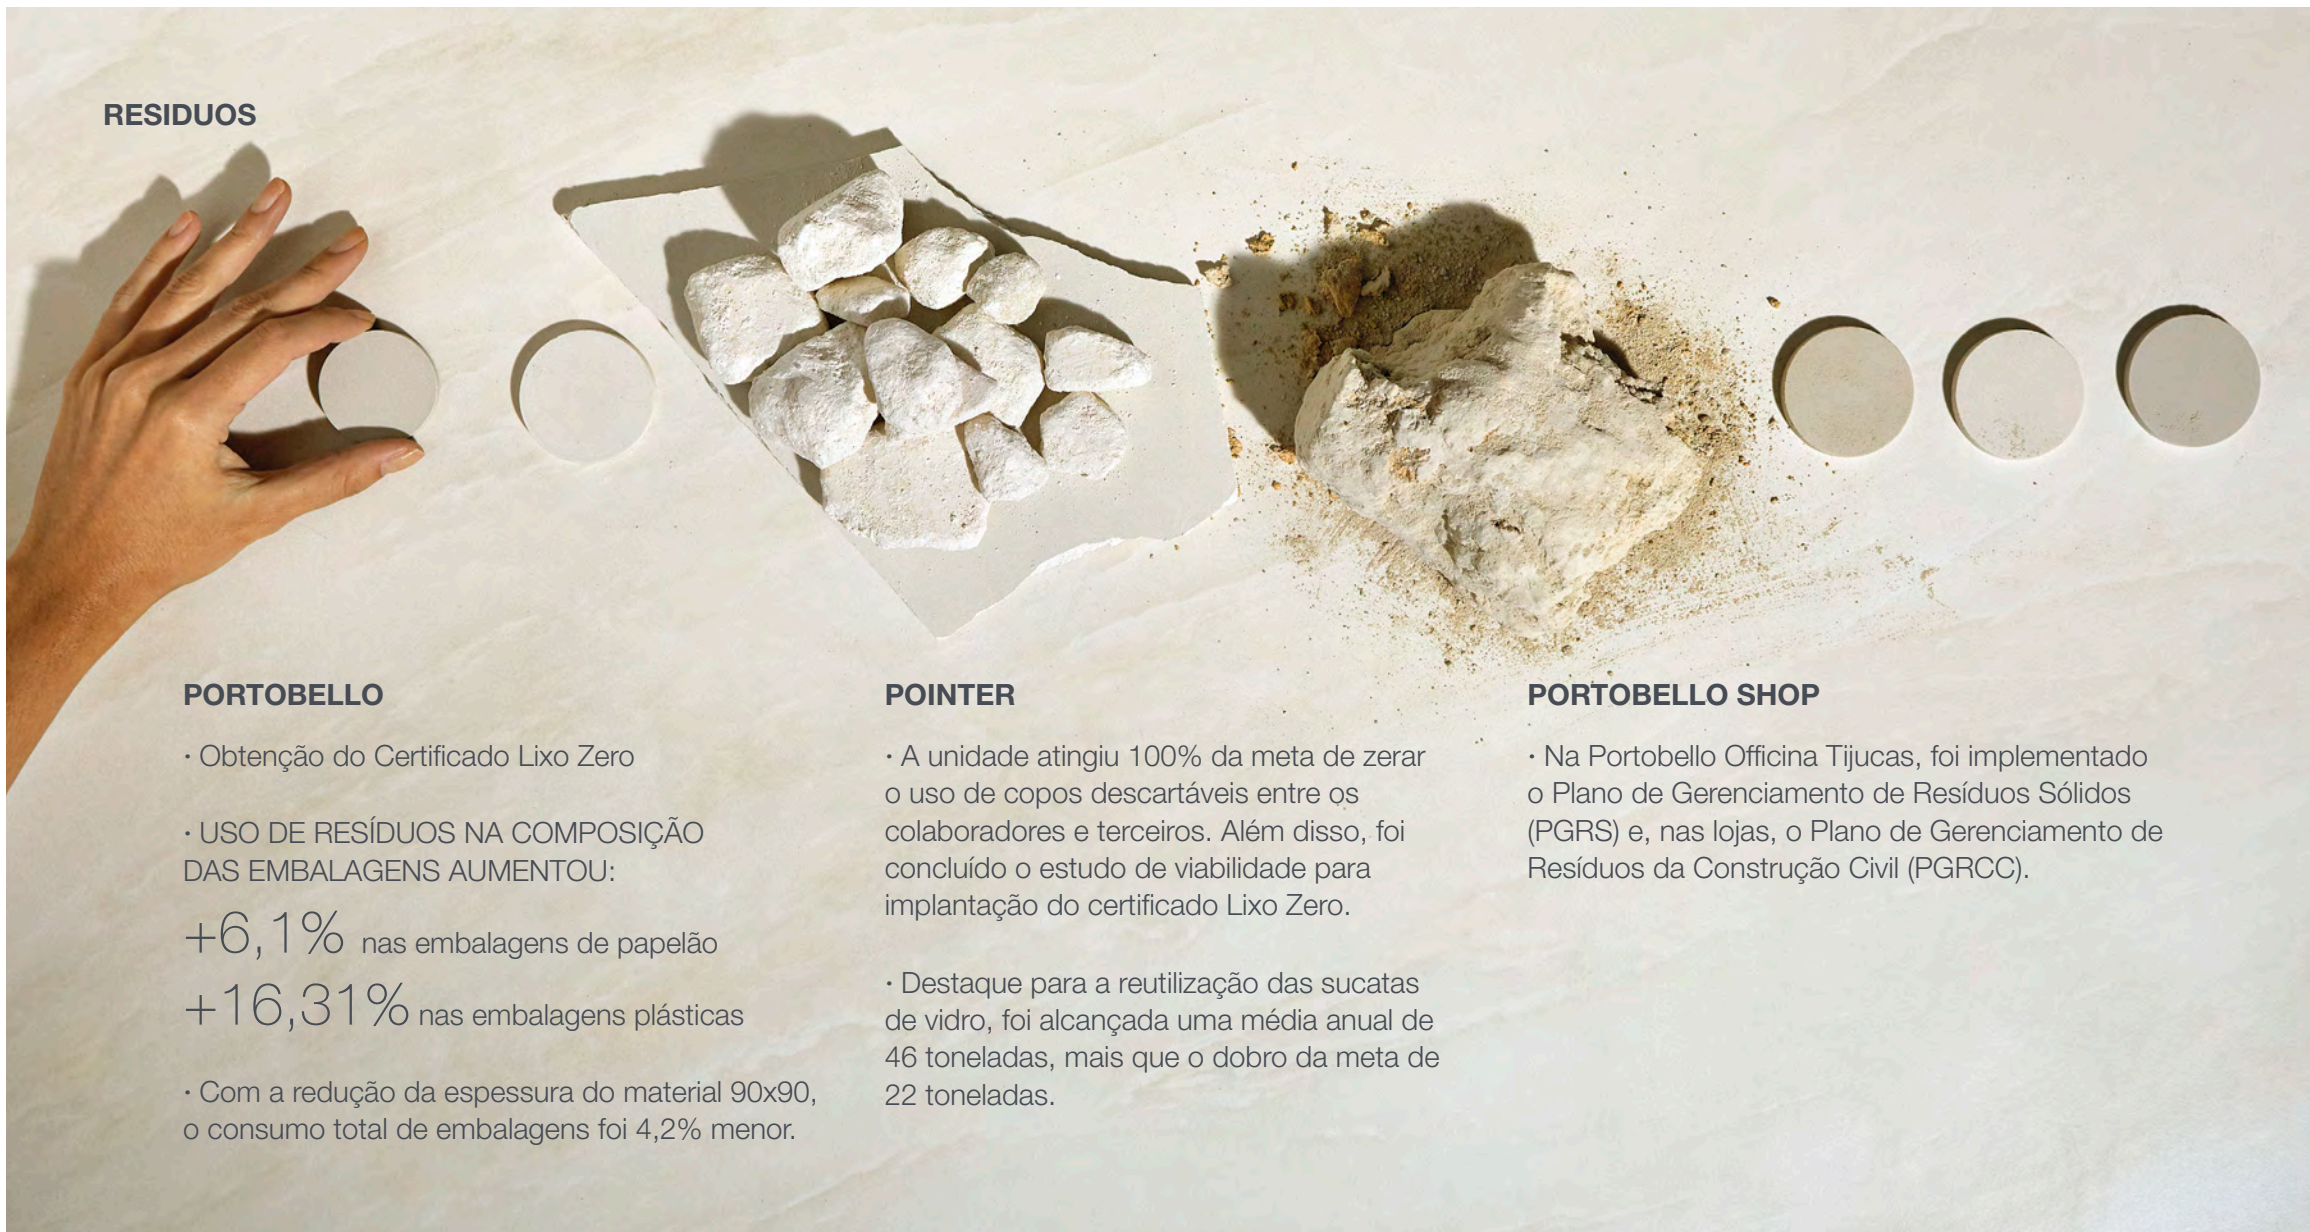 RESIDUOS
PORTOBELLO
· Obtenção do Certificado Lixo Zero
· USO DE RESÍDUOS NA COMPOSIÇÃO
DAS EMBALAGENS AUMENTOU:
+6,1% nas embalagens de papelão
+16,31% nas embalagens plásticas
· Com a redução da espessura do material 90x90,
o consumo total de embalagens foi 4,2% menor.
POINTER
· A unidade atingiu 100% da meta de zerar
o uso de copos descartáveis entre os
colaboradores e terceiros. Além disso, foi
concluído o estudo de viabilidade para
implantação do certificado Lixo Zero.
· Destaque para a reutilização das sucatas
de vidro, foi alcançada uma média anual de
46 toneladas, mais que o dobro da meta de
22 toneladas.
PORTOBELLO SHOP
· Na Portobello Officina Tijucas, foi implementado
o Plano de Gerenciamento de Resíduos Sólidos
(PGRS) e, nas lojas, o Plano de Gerenciamento de
Resíduos da Construção Civil (PGRCC).